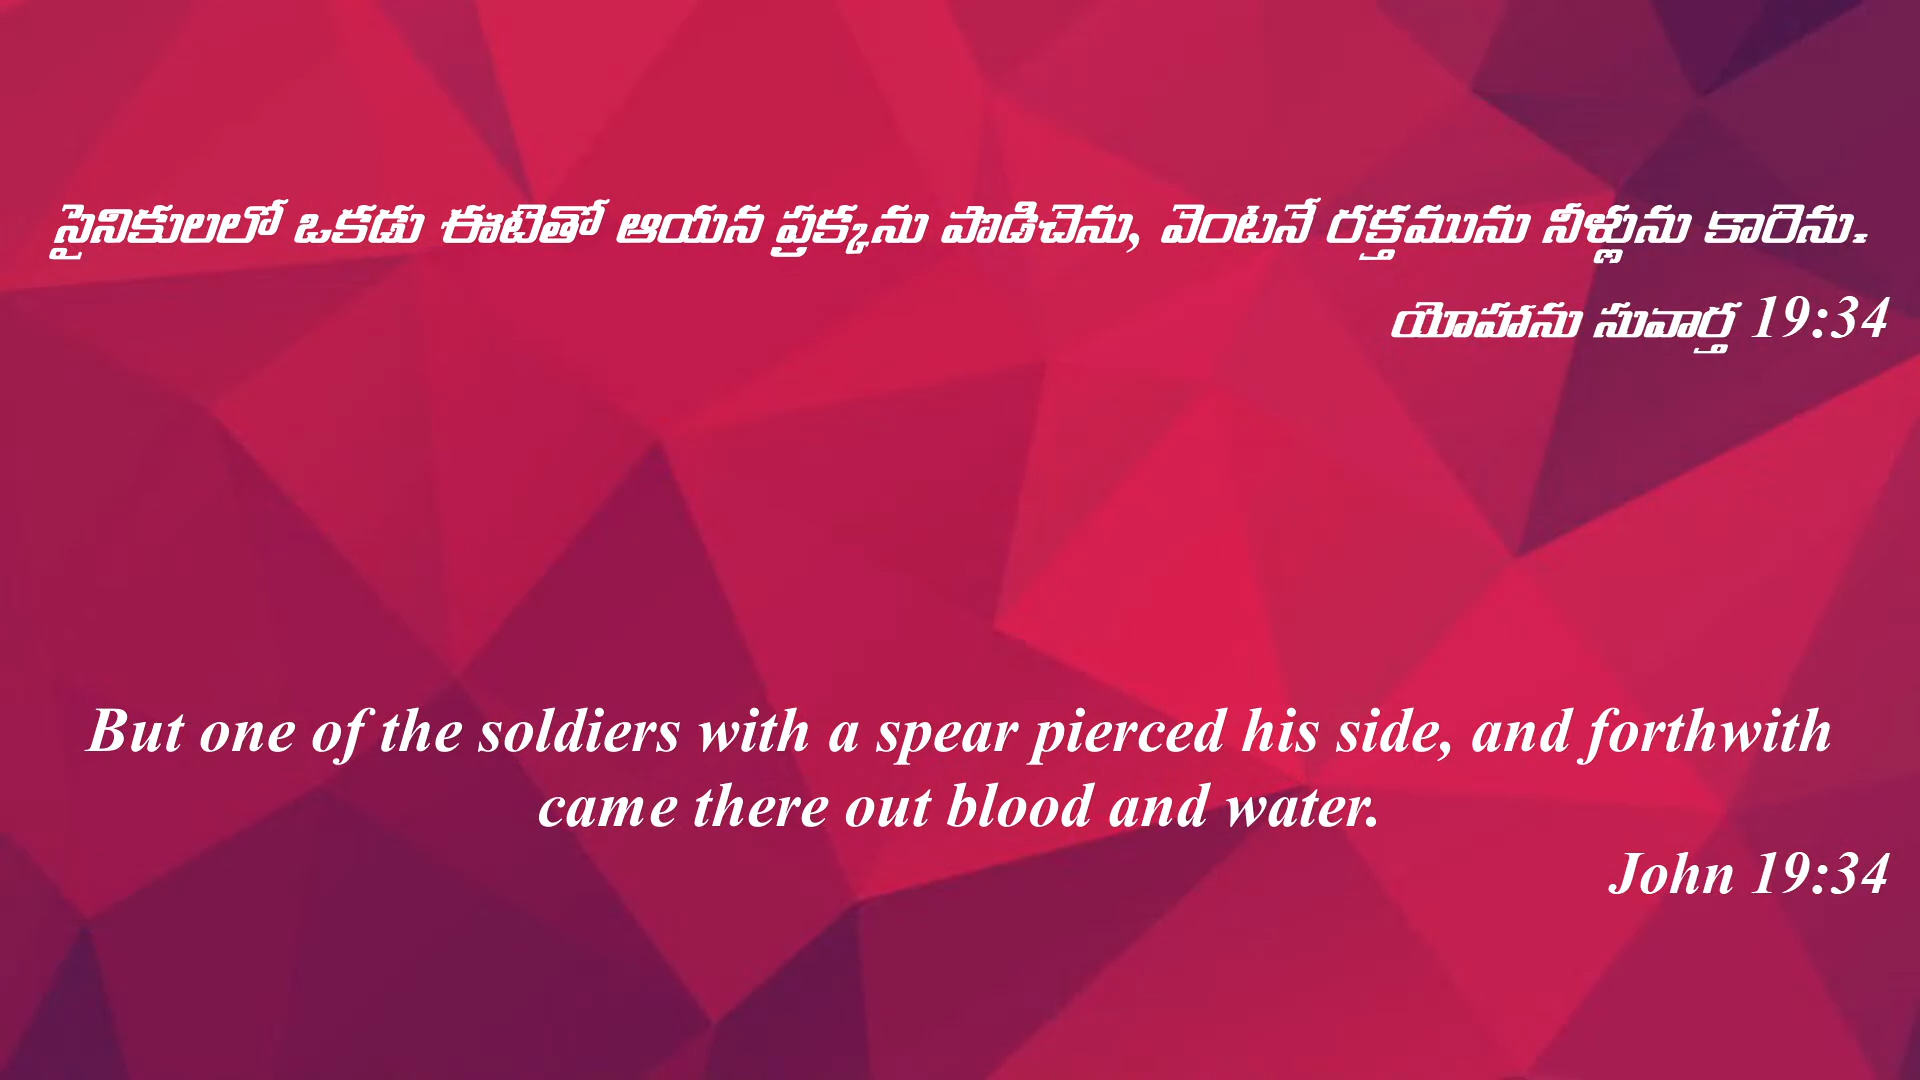 సైనికులలో ఒకడు ఈటెతో ఆయన ప్రక్కను పొడిచెను, వెంటనే రక్తమును నీళ్లును కారెను.
యోహాను సువార్త 19:34
But one of the soldiers with a spear pierced his side, and forthwith
came there out blood and water.
John 19:34